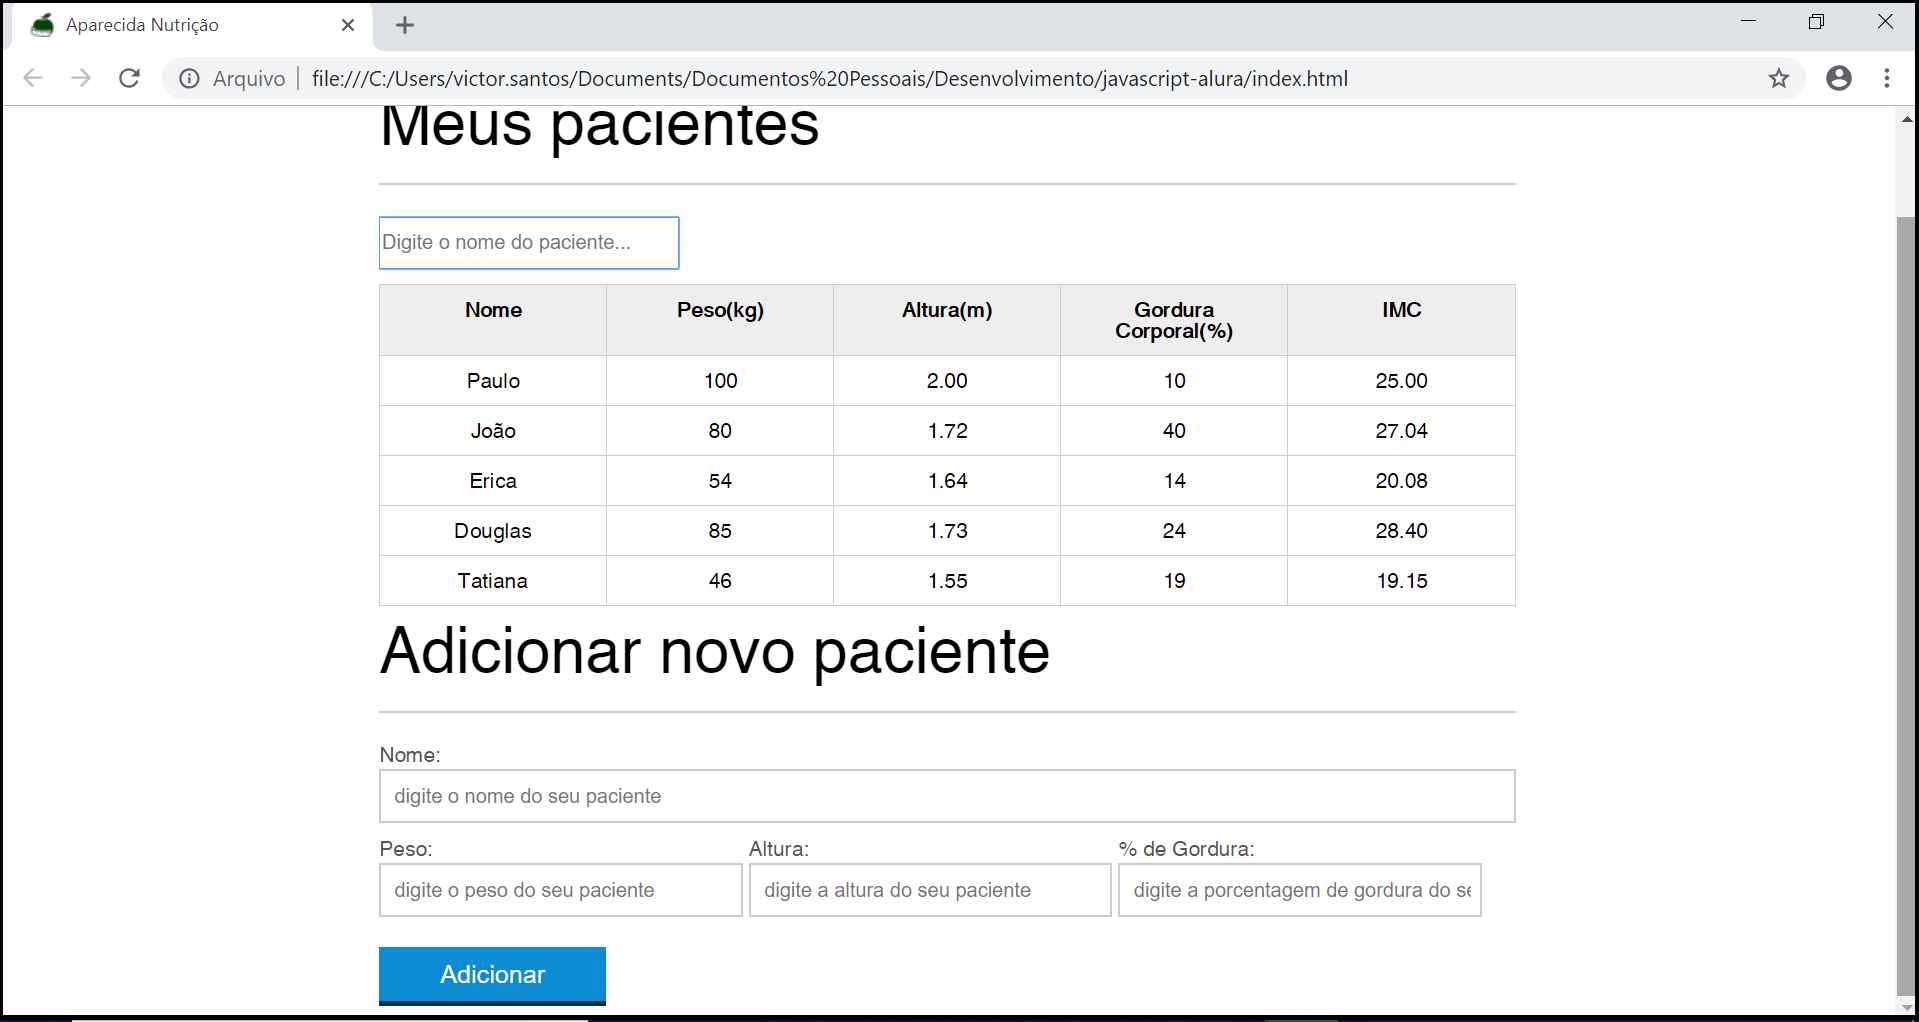 Aparecida Nutrição
Arquivo file:///C:/Users/victor.santos/Documents/Documentos%20Pessoais/Desenvolvimento/javascript-alura/index.html
Meus pacientes
Digite o nome do paciente...
Nome Peso(kg) Altura(m) Gordura Corporal(%) IMC
Paulo 100 2.00 10 25.00
João 80 1.72 40 27.04
Erica 54 1.64 14 20.08
Douglas 85 1.73 24 28.40
Tatiana 46 1.55 19 19.15
Adicionar novo paciente
Nome:
digite o nome do seu paciente
Peso: Altura: % de Gordura:
digite o peso do seu paciente digite a altura do seu paciente digite a porcentagem de gordura do se
Adicionar